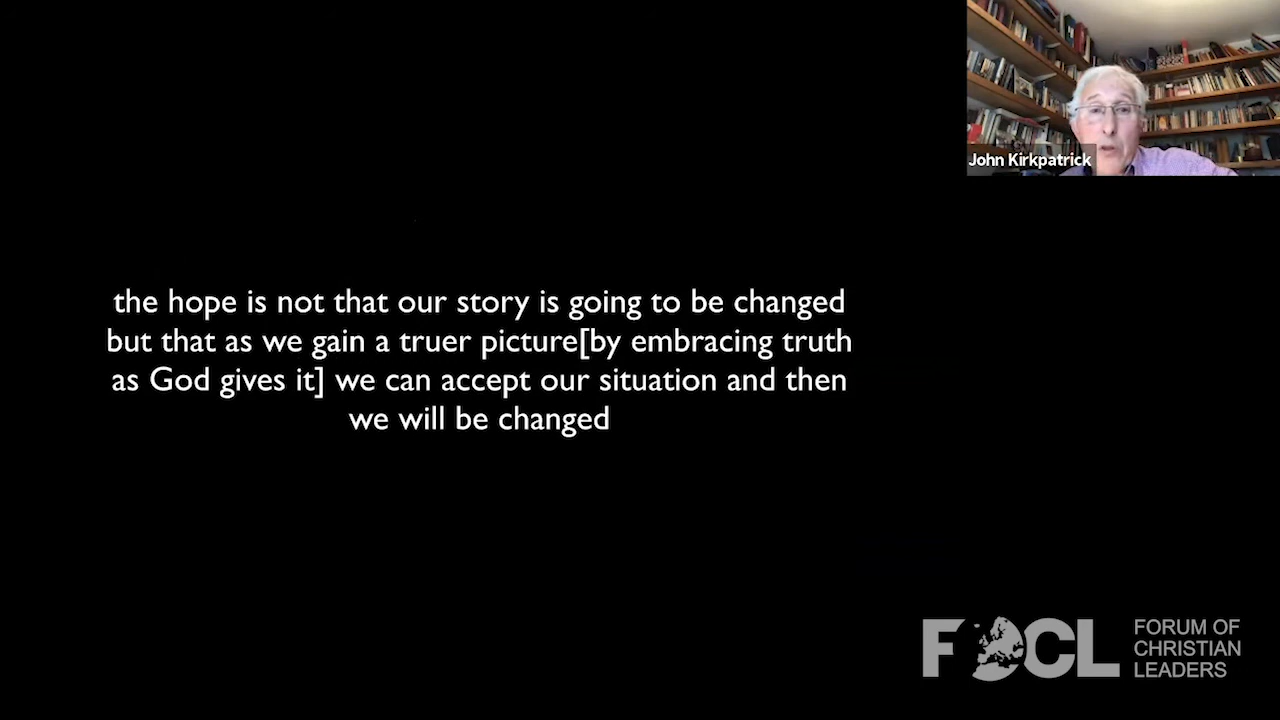 John Kirkpatrick
the hope is not that our story is going to be changed
but that as we gain a truer picture[by embracing truth
as God gives it] we can accept our situation and then
we will be changed
FOCL
FORUM OF
CHRISTIAN
LEADERS